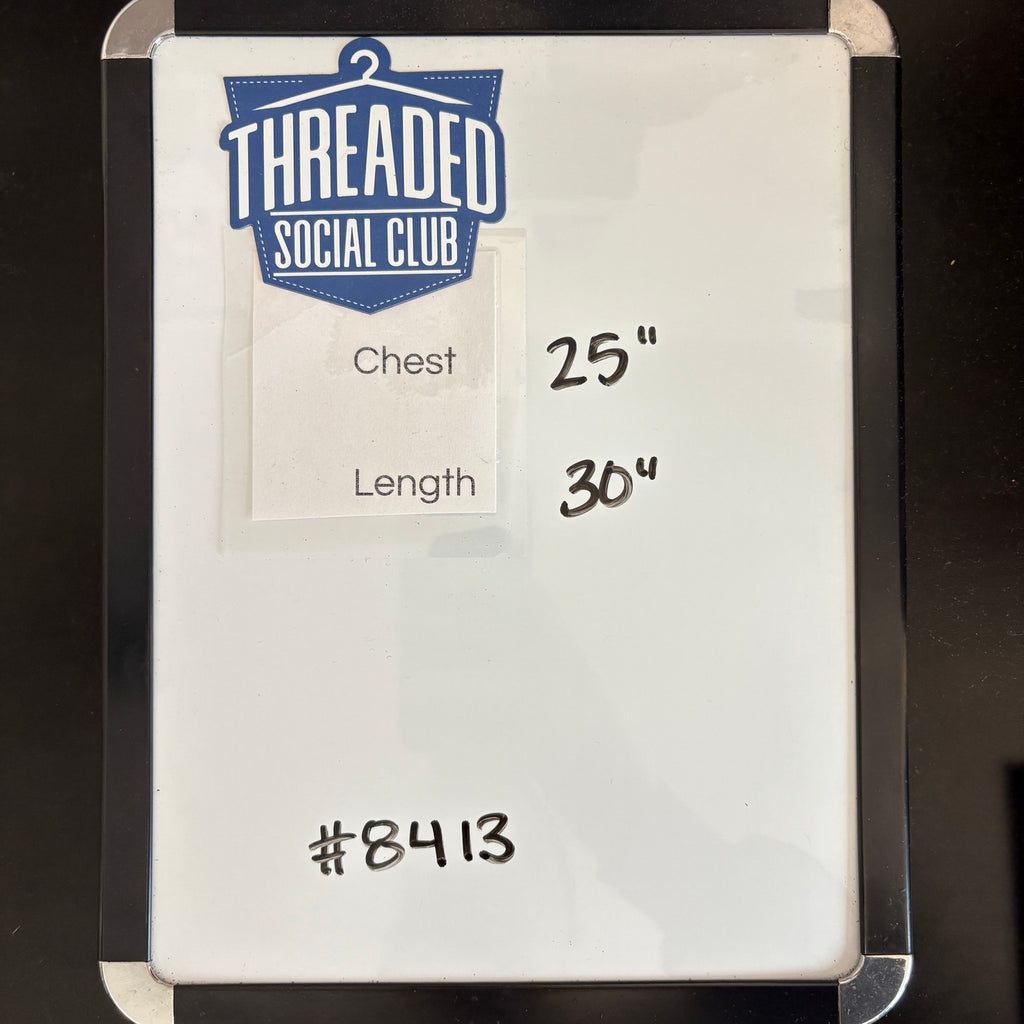 THREADED
SOCIAL CLUB
Chest 25"
Length 30"
#8413